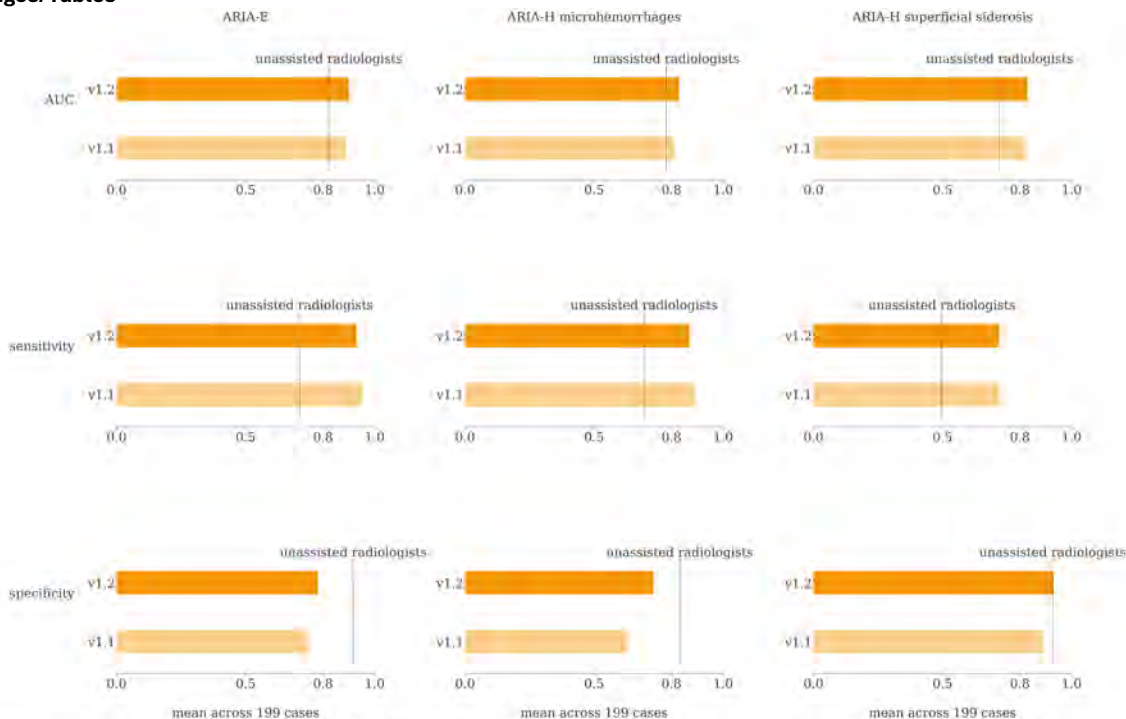 ARIA-E ARIA-H microhemorrhages ARIA-H superficial siderosis
unassisted radiologists unassisted radiologists unassisted radiologists
AUC
v1.2 v1.2 v1.2
v1.1 v1.1 v1.1
0.0 0.5 0.8 1.0 0.0 0.5 0.8 1.0 0.0 0.5 0.8 1.0
unassisted radiologists unassisted radiologists unassisted radiologists
sensitivity
v1.2 v1.2 v1.2
v1.1 v1.1 v1.1
0.0 0.5 0.8 1.0 0.0 0.5 0.8 1.0 0.0 0.5 0.8 1.0
unassisted radiologists unassisted radiologists unassisted radiologists
specificity
v1.2 v1.2 v1.2
v1.1 v1.1 v1.1
0.0 0.5 0.8 1.0 0.0 0.5 0.8 1.0 0.0 0.5 0.8 1.0
mean across 199 cases mean across 199 cases mean across 199 cases